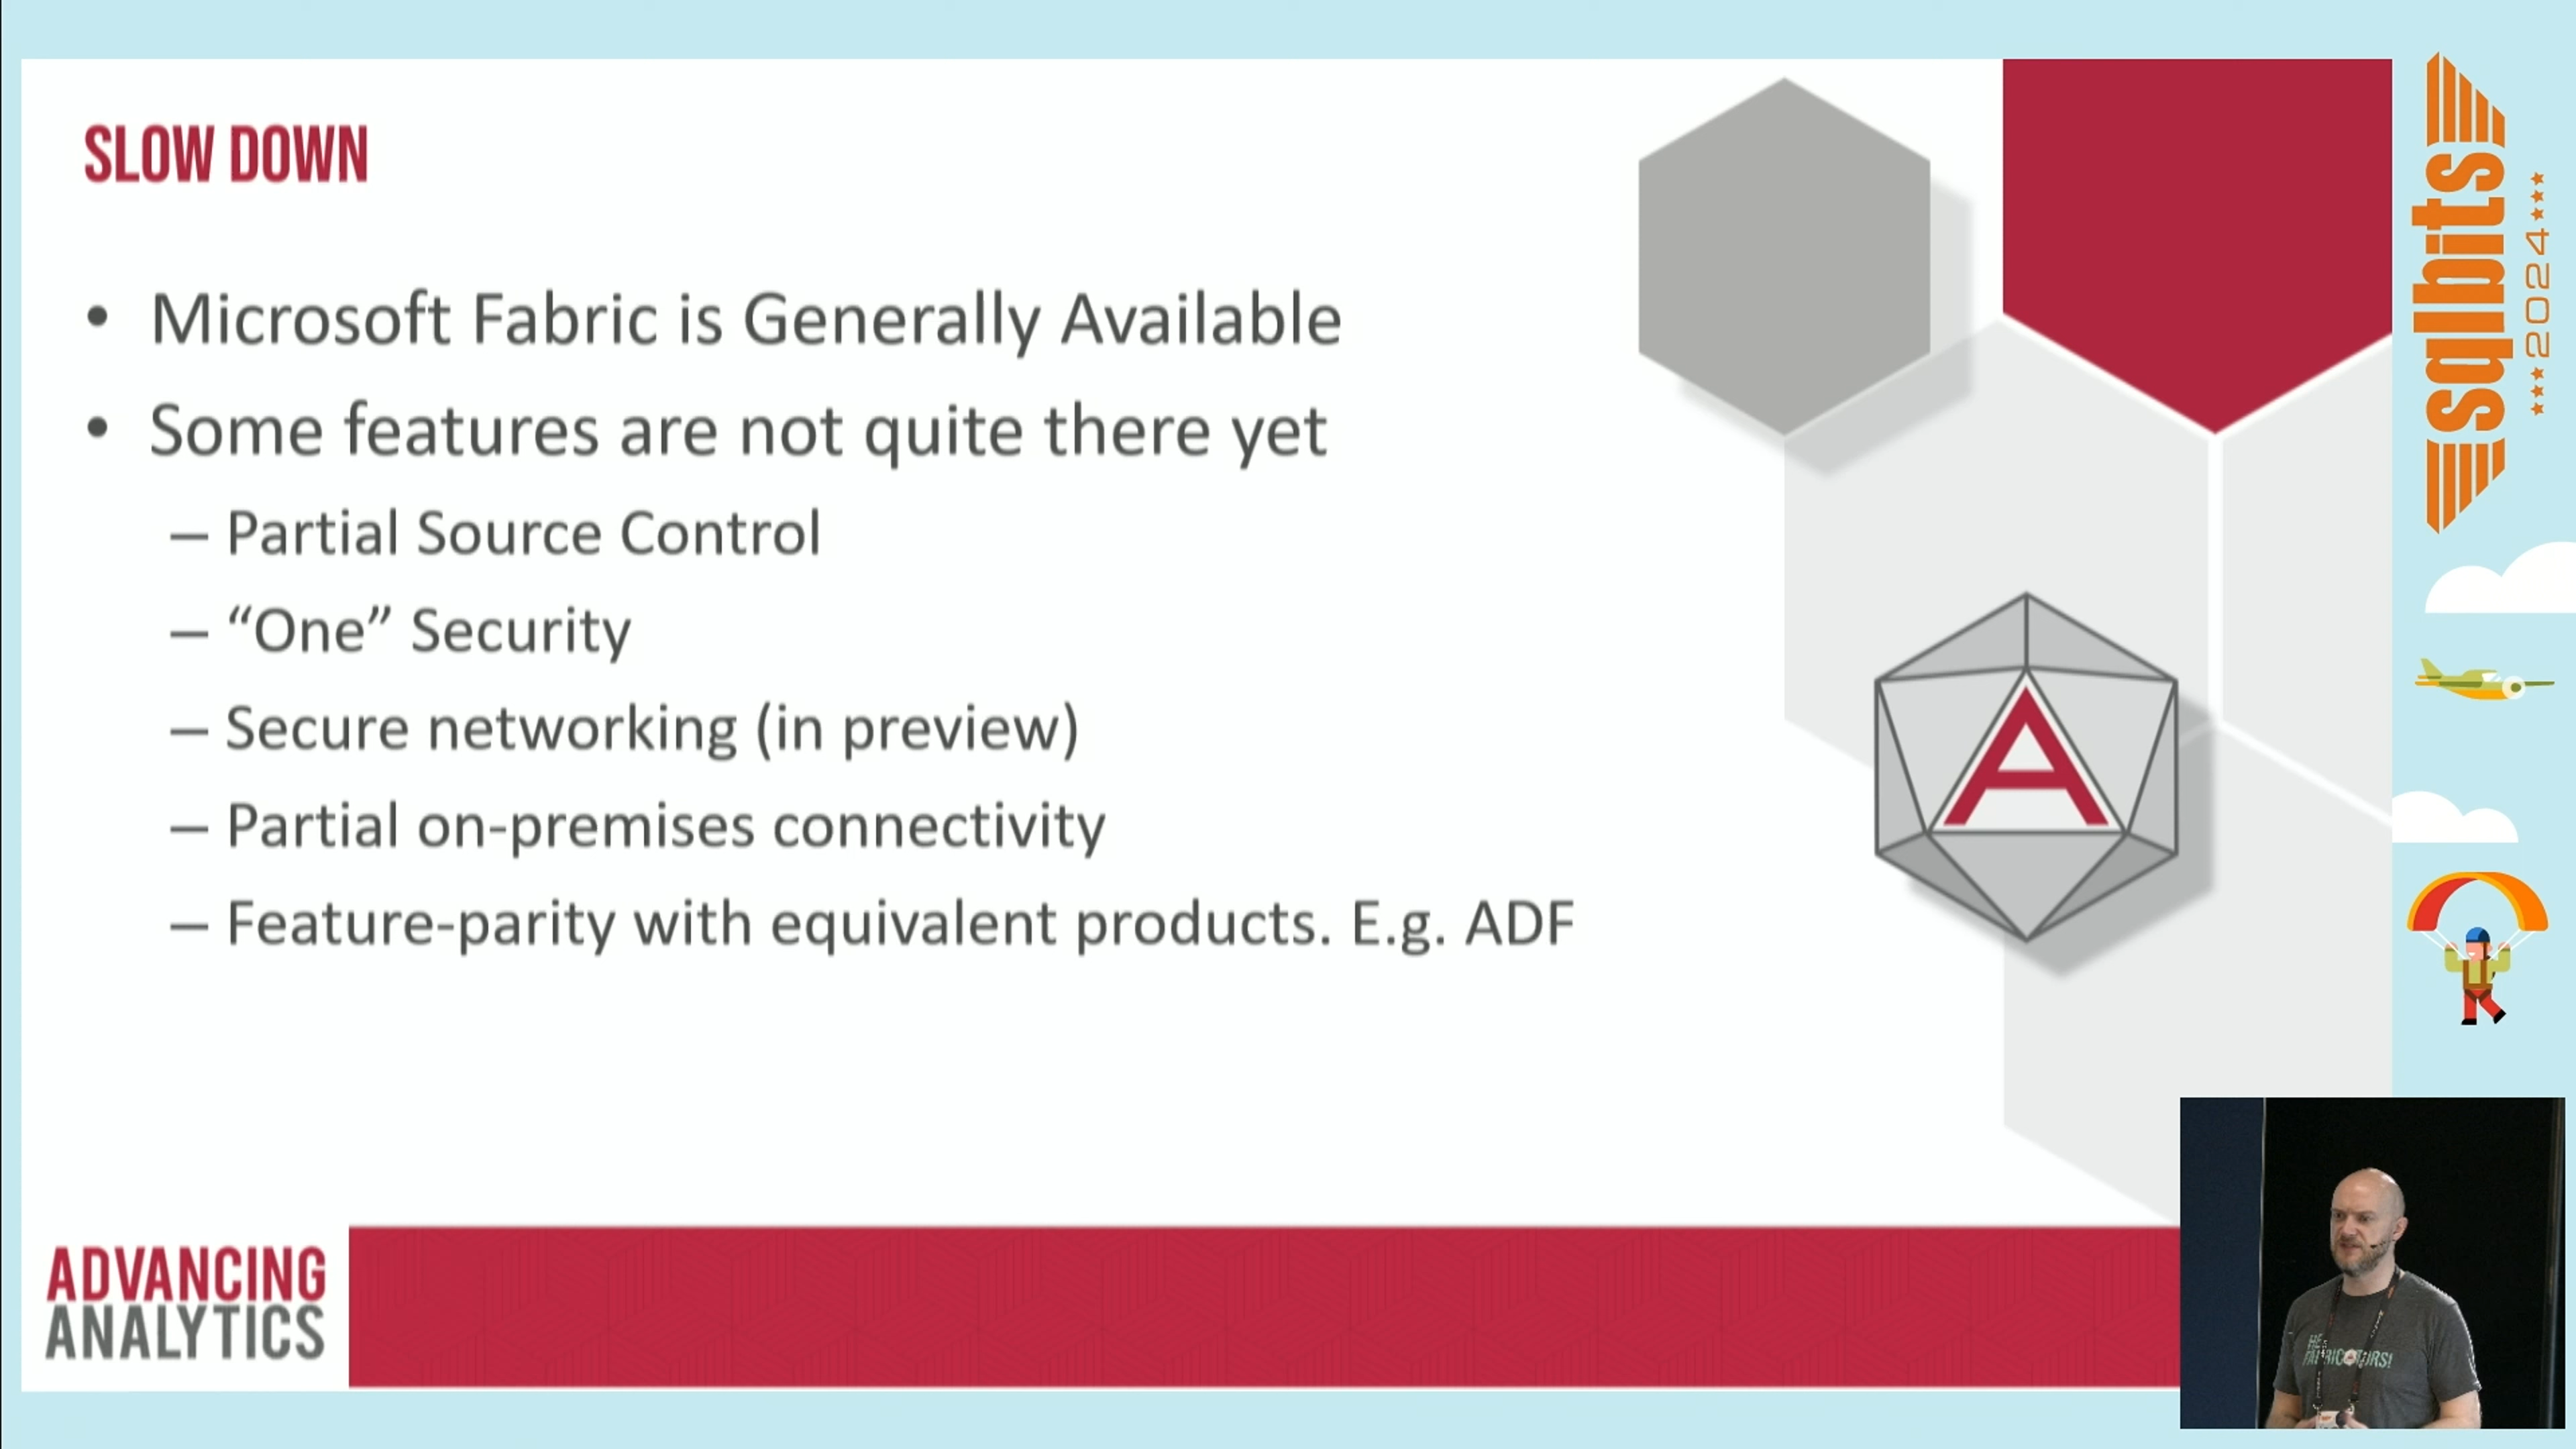 SLOW DOWN
• Microsoft Fabric is Generally Available
• Some features are not quite there yet
– Partial Source Control
– “One” Security
– Secure networking (in preview)
– Partial on-premises connectivity
– Feature-parity with equivalent products. E.g. ADF
A
ADVANCING
ANALYTICS
sqlbits
2024